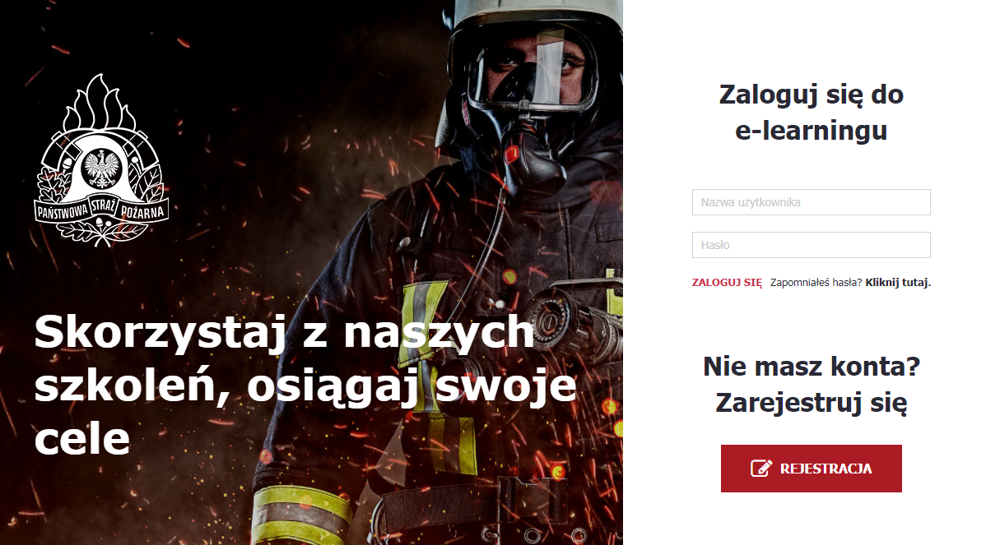 PAŃSTWOWA STRAŻ POŻARNA
Skorzystaj z naszych
szkoleń, osiągaj swoje
cele
Zaloguj się do
e-learningu
Nazwa użytkownika
Hasło
ZALOGUJ SIĘ Zapomniałeś hasła? Kliknij tutaj.
Nie masz konta?
Zarejestruj się
REJESTRACJA